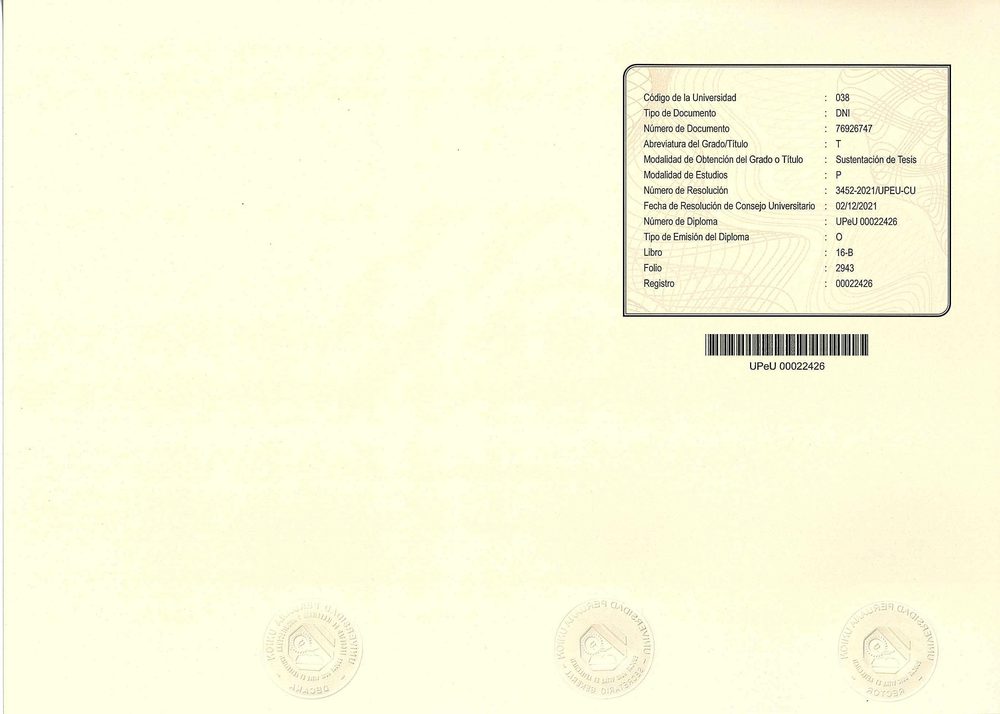 Código de la Universidad : 038
Tipo de Documento : DNI
Número de Documento : 76926747
Abreviatura del Grado/Título : T
Modalidad de Obtención del Grado o Título : Sustentación de Tesis
Modalidad de Estudios : P
Número de Resolución : 3452-2021/UPEU-CU
Fecha de Resolución de Consejo Universitario : 02/12/2021
Número de Diploma : UPeU 00022426
Tipo de Emisión del Diploma : O
Libro : 16-B
Folio : 2943
Registro : 00022426
UPeU 00022426
UNIVERSIDAD PERUANA UNION
FACULTAD DE INGENIERIA Y ARQUITECTURA
- DECANA -
UNIVERSIDAD PERUANA UNION
- SECRETARIO GENERAL -
UNIVERSIDAD PERUANA UNION
- RECTOR -